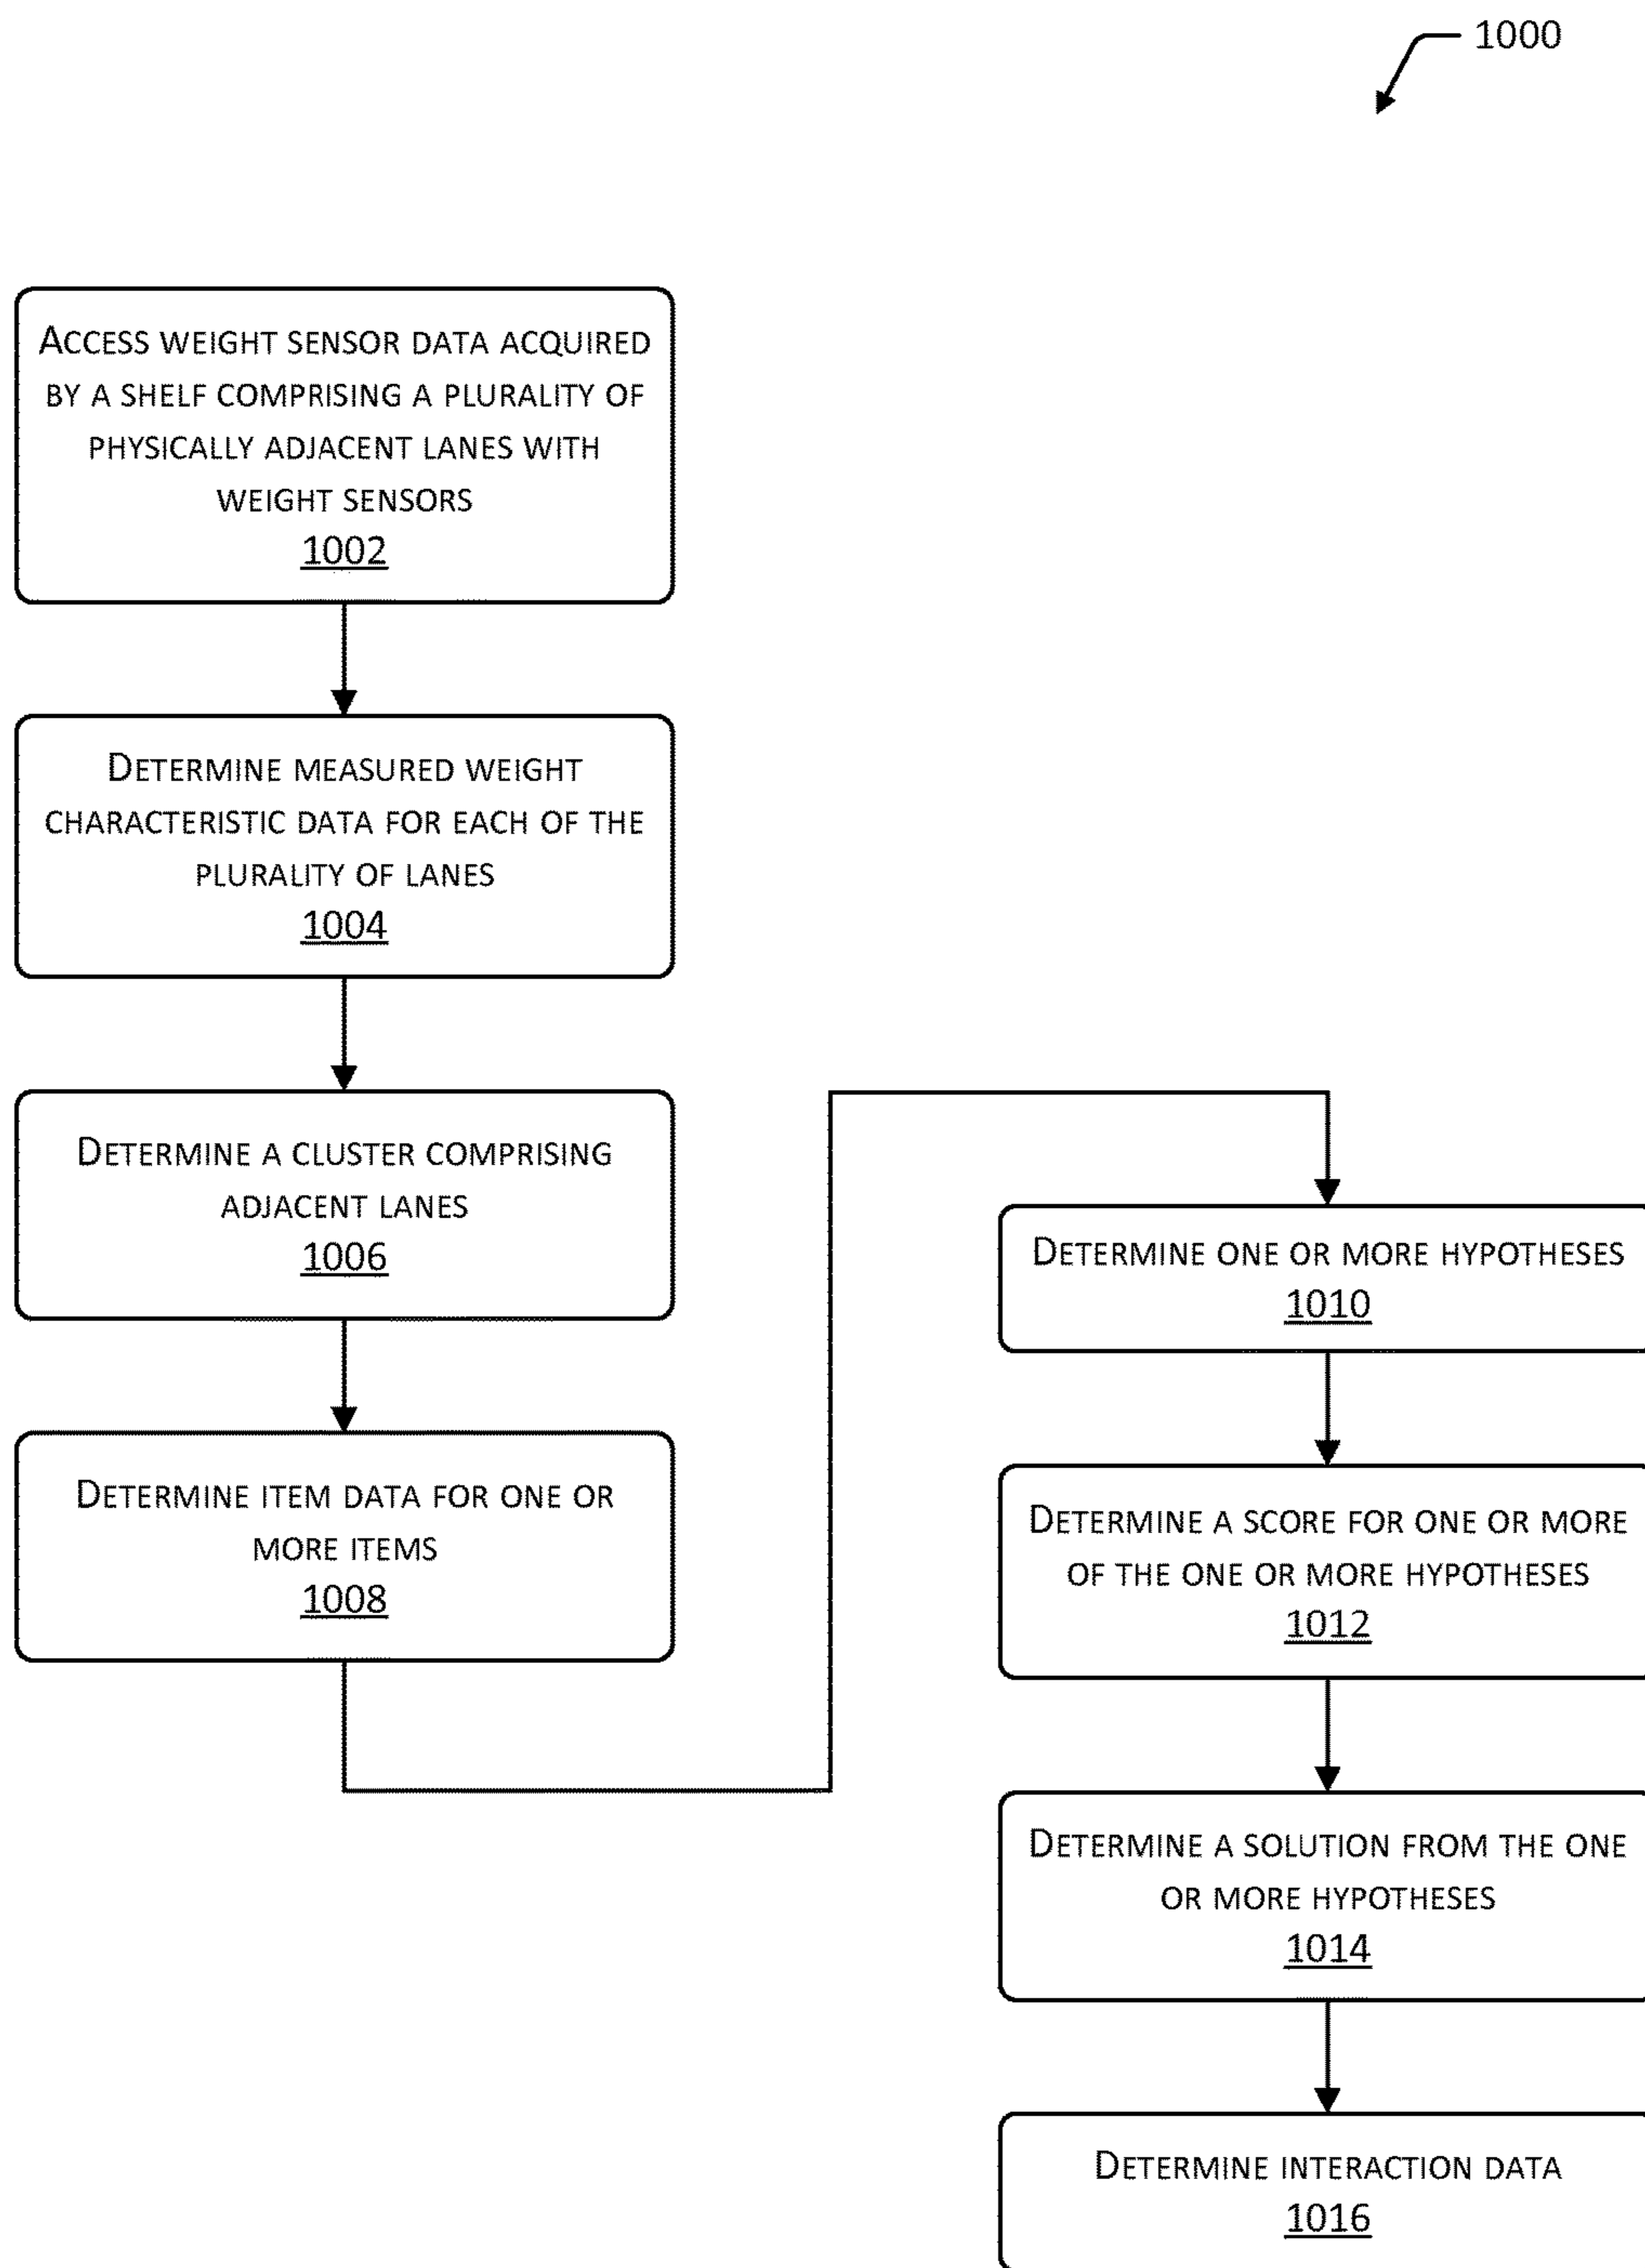 1000
ACCESS WEIGHT SENSOR DATA ACQUIRED
BY A SHELF COMPRISING A PLURALITY OF
PHYSICALLY ADJACENT LANES WITH
WEIGHT SENSORS
1002
DETERMINE MEASURED WEIGHT
CHARACTERISTIC DATA FOR EACH OF THE
PLURALITY OF LANES
1004
DETERMINE A CLUSTER COMPRISING
ADJACENT LANES
1006
DETERMINE ITEM DATA FOR ONE OR
MORE ITEMS
1008
DETERMINE ONE OR MORE HYPOTHESES
1010
DETERMINE A SCORE FOR ONE OR MORE
OF THE ONE OR MORE HYPOTHESES
1012
DETERMINE A SOLUTION FROM THE ONE
OR MORE HYPOTHESES
1014
DETERMINE INTERACTION DATA
1016